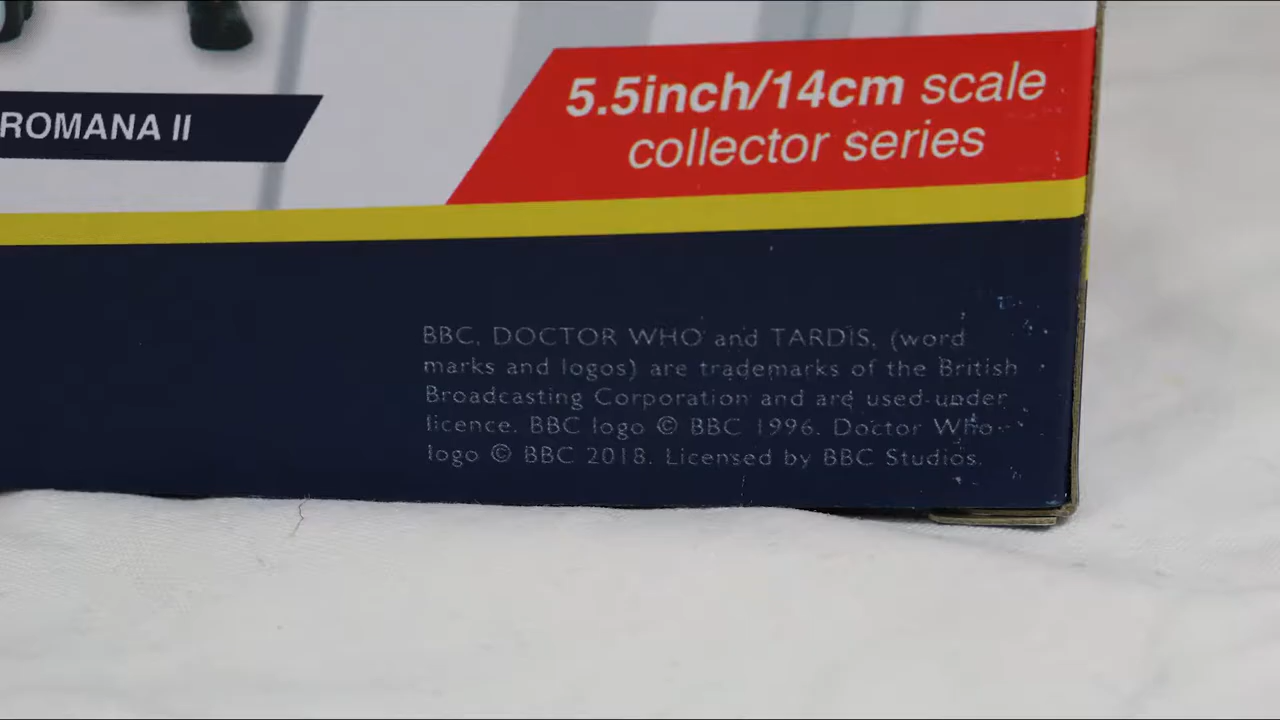 ROMANA II
5.5inch/14cm scale
collector series
BBC, DOCTOR WHO and TARDIS, (word
marks and logos) are trademarks of the British
Broadcasting Corporation and are used under
licence. BBC logo © BBC 1996. Doctor Who
logo © BBC 2018. Licensed by BBC Studios.